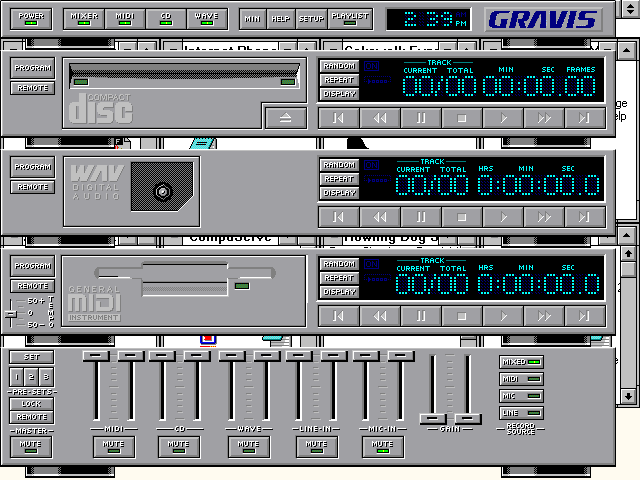 POWER MIXER MIDI CD WAVE MIN HELP SETUP PLAYLIST 2 39 PM GRAVIS
PROGRAM
REMOTE
COMPACT
disc
RANDOM
REPEAT
DISPLAY
TRACK
CURRENT TOTAL MIN SEC FRAMES
00/00 00:00.00
PROGRAM
REMOTE
WAV
DIGITAL
AUDIO
RANDOM
REPEAT
DISPLAY
TRACK
CURRENT TOTAL HRS MIN SEC
00/00 0:00:00.0
CompuServe Howling Dog S
PROGRAM
REMOTE
50+
0
50-
TEMPO
GENERAL
MIDI
INSTRUMENT
RANDOM
REPEAT
DISPLAY
TRACK
CURRENT TOTAL HRS MIN SEC
00/00 0:00:00.0
SET
1 2 3
PRE-SETS
LOCK
REMOTE
MASTER
MUTE
MIDI CD WAVE LINE-IN MIC-IN GAIN
MUTE MUTE MUTE MUTE MUTE
MIXED
MIDI
MIC
LINE
RECORD
SOURCE